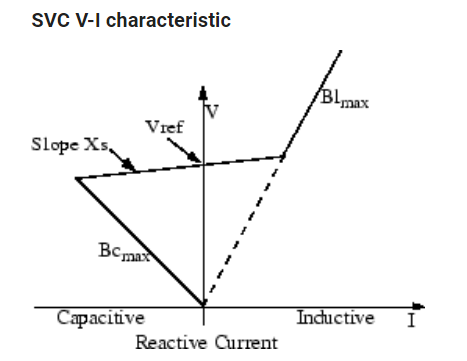 SVC V-I characteristic
V
Blmax
Vref
Slope Xs
Bcmax
Capacitive
Inductive
I
Reactive Current